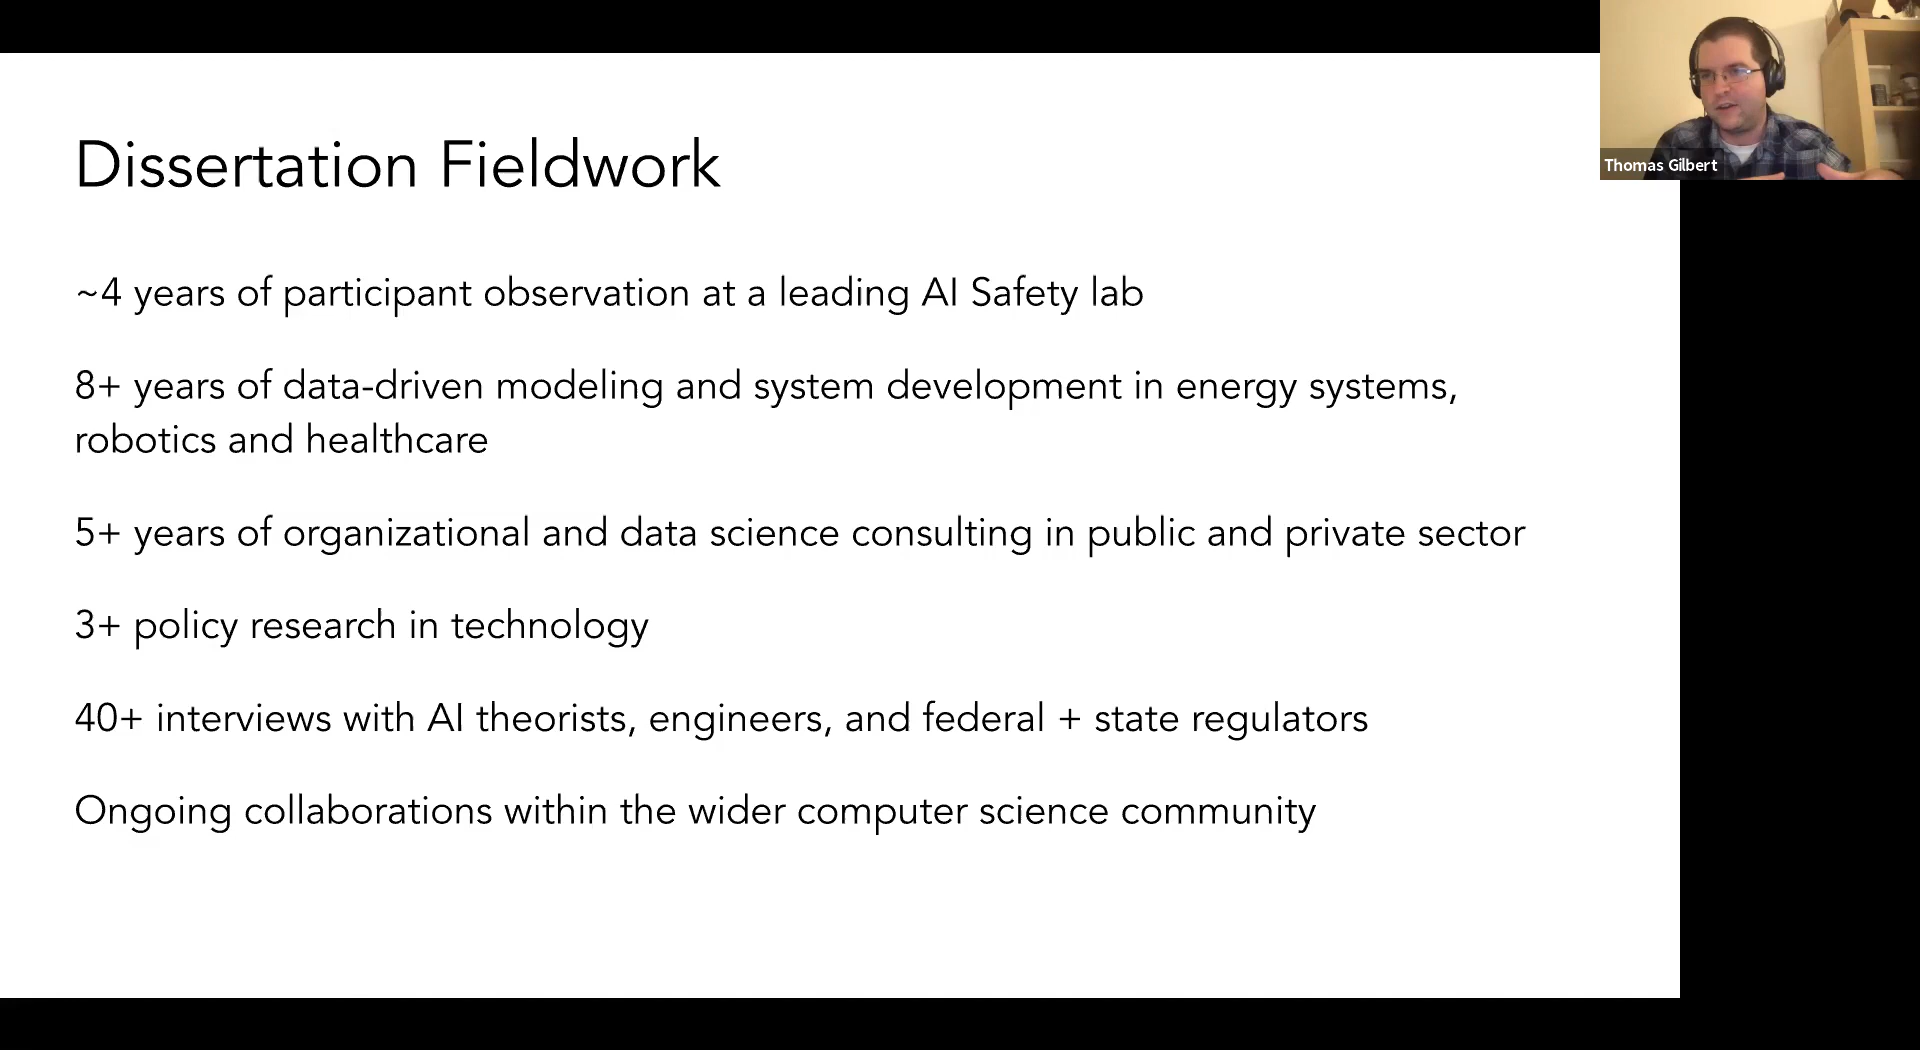 Dissertation Fieldwork
~4 years of participant observation at a leading AI Safety lab
8+ years of data-driven modeling and system development in energy systems,
robotics and healthcare
5+ years of organizational and data science consulting in public and private sector
3+ policy research in technology
40+ interviews with AI theorists, engineers, and federal + state regulators
Ongoing collaborations within the wider computer science community
Thomas Gilbert